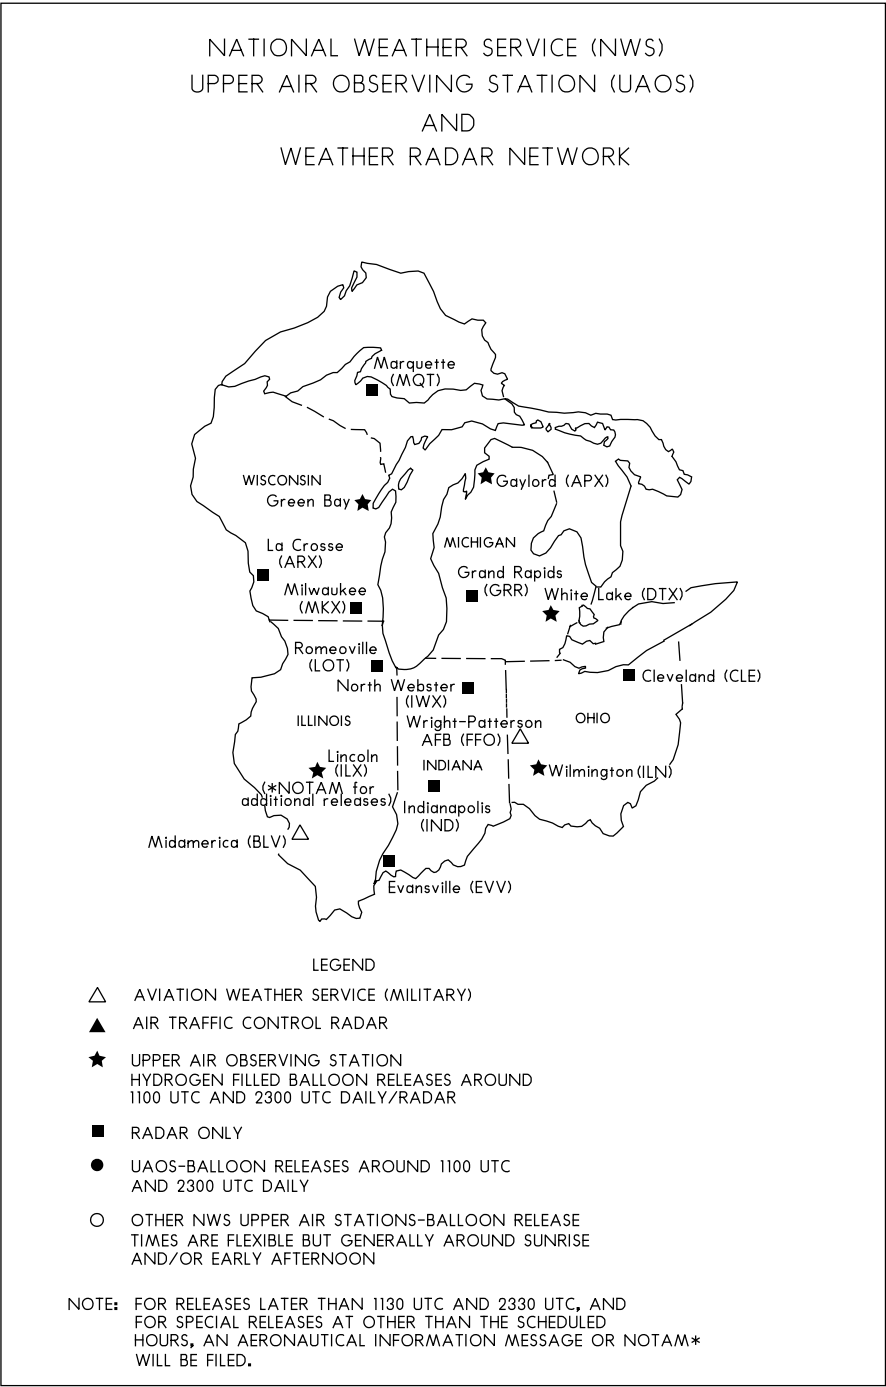 NATIONAL WEATHER SERVICE (NWS)
UPPER AIR OBSERVING STATION (UAOS)
AND
WEATHER RADAR NETWORK
Marquette
(MQT)
WISCONSIN
Green Bay
Gaylord (APX)
La Crosse
(ARX)
MICHIGAN
Grand Rapids
(GRR)
Milwaukee
(MKX)
White Lake (DTX)
Romeoville
(LOT)
North Webster
(IWX)
Cleveland (CLE)
ILLINOIS
Wright-Patterson
AFB (FFO)
OHIO
Lincoln
(ILX)
(*NOTAM for
additional releases)
INDIANA
Wilmington (ILN)
Indianapolis
(IND)
Midamerica (BLV)
Evansville (EVV)
LEGEND
AVIATION WEATHER SERVICE (MILITARY)
AIR TRAFFIC CONTROL RADAR
UPPER AIR OBSERVING STATION
HYDROGEN FILLED BALLOON RELEASES AROUND
1100 UTC AND 2300 UTC DAILY/RADAR
RADAR ONLY
UAOS-BALLOON RELEASES AROUND 1100 UTC
AND 2300 UTC DAILY
OTHER NWS UPPER AIR STATIONS-BALLOON RELEASE
TIMES ARE FLEXIBLE BUT GENERALLY AROUND SUNRISE
AND/OR EARLY AFTERNOON
NOTE: FOR RELEASES LATER THAN 1130 UTC AND 2330 UTC, AND
FOR SPECIAL RELEASES AT OTHER THAN THE SCHEDULED
HOURS, AN AERONAUTICAL INFORMATION MESSAGE OR NOTAM*
WILL BE FILED.